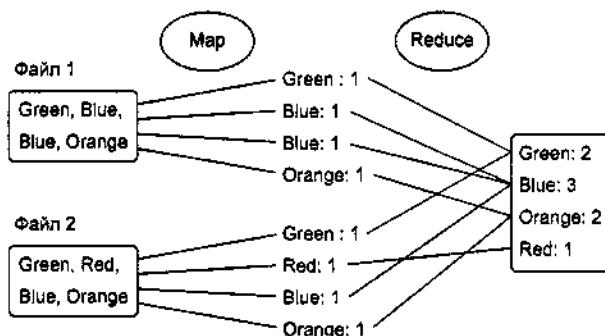 Map
Reduce
Файл 1
Green, Blue,
Blue, Orange
Green : 1
Blue: 1
Blue: 1
Orange: 1
Файл 2
Green, Red,
Blue, Orange
Green : 1
Red: 1
Blue: 1
Orange: 1
Green: 2
Blue: 3
Orange: 2
Red: 1